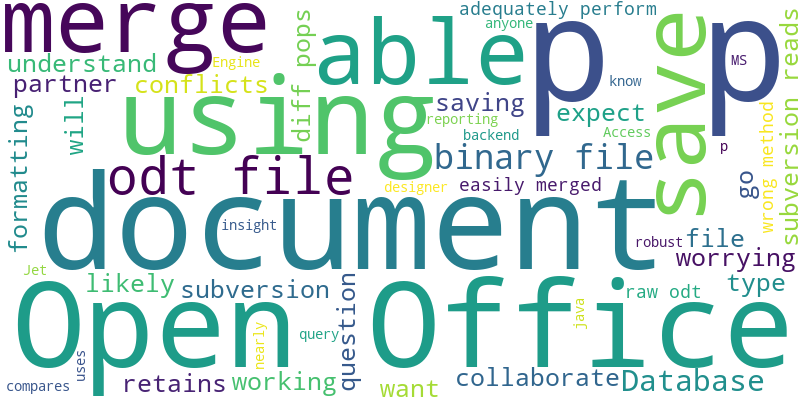 merge
able
p
p
adequately perform
anyone
MS
save
subversion reads
understand
Engine
partner
conflicts
diff pops
using
saving
know
expect
reporting
backend
Access
p
wrong method
will
formatting
odt file
binary file
go
designer
easily merged
document
insight
robust
file
worrying
Jet
likely
subversion
question
raw odt
type
Open Office
java
nearly
query
uses
compares
retains
working
want
collaborate
Database